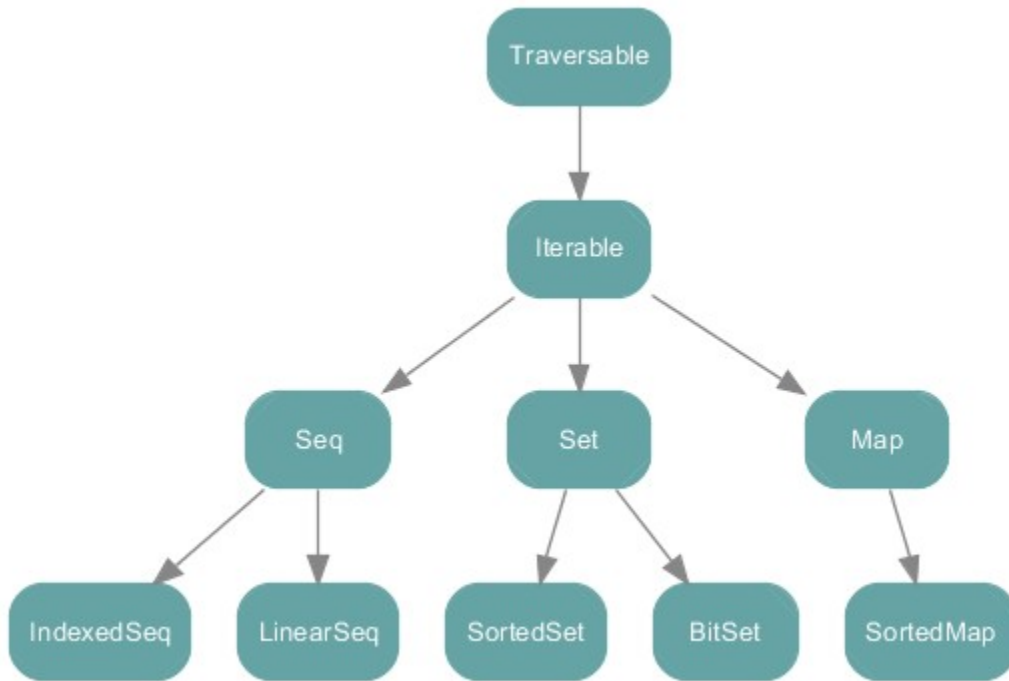 Traversable
Iterable
Seq
Set
Map
IndexedSeq
LinearSeq
SortedSet
BitSet
SortedMap